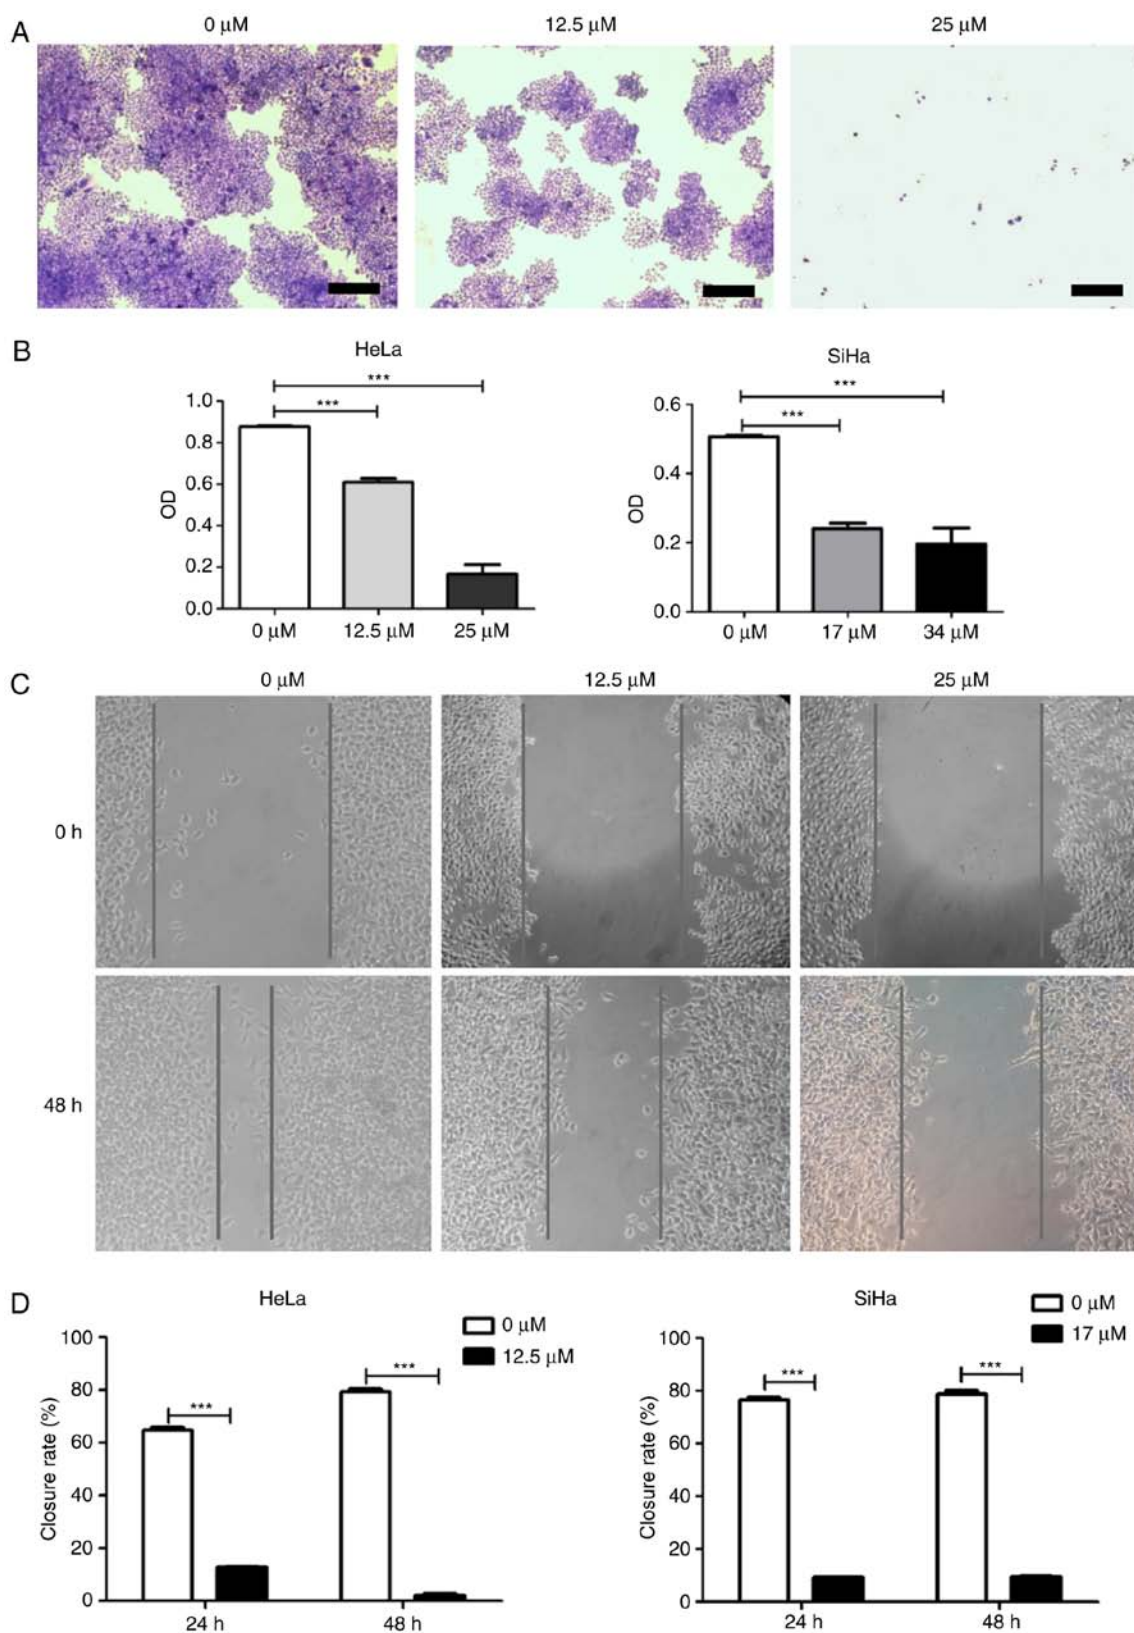 A
0 µM 12.5 µM 25 µM
B
HeLa
***
***
1.0
0.8
0.6
0.4
0.2
0.0
OD
0 µM 12.5 µM 25 µM
SiHa
***
***
0.6
0.4
0.2
0.0
OD
0 µM 17 µM 34 µM
C
0 µM 12.5 µM 25 µM
0 h
48 h
D
HeLa
0 µM
12.5 µM
***
***
100
80
60
40
20
0
Closure rate (%)
24 h 48 h
SiHa
0 µM
17 µM
***
***
100
80
60
40
20
0
Closure rate (%)
24 h 48 h